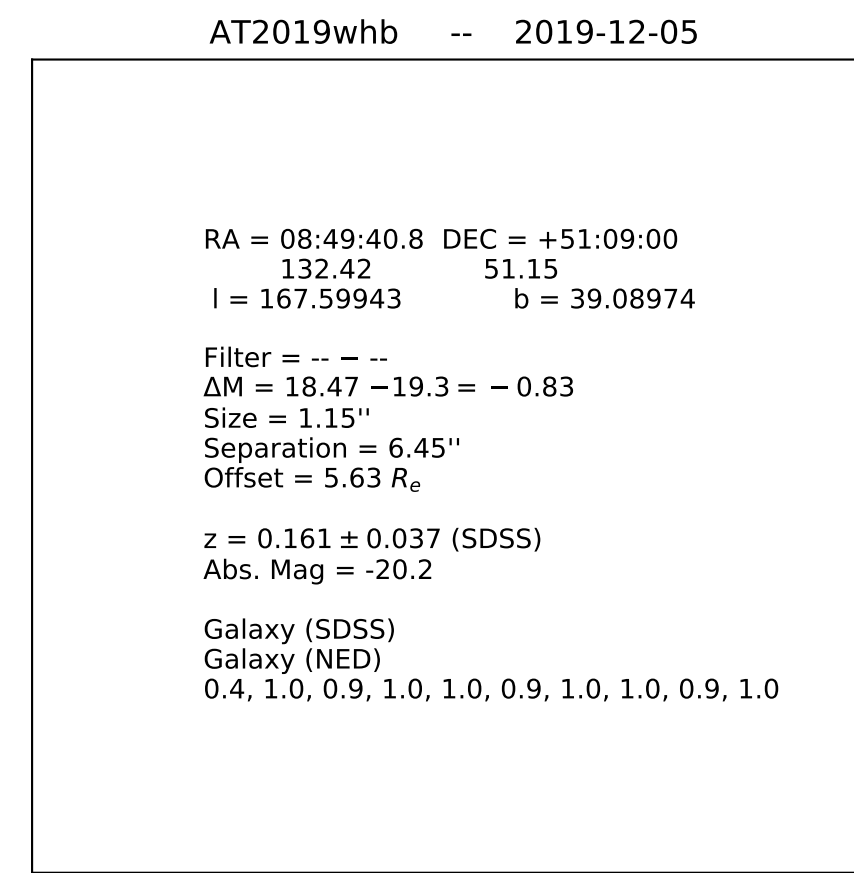 AT2019whb -- 2019-12-05
RA = 08:49:40.8 DEC = +51:09:00
132.42 51.15
l = 167.59943 b = 39.08974
Filter = -- − --
ΔM = 18.47 −19.3 = − 0.83
Size = 1.15''
Separation = 6.45''
Offset = 5.63 Re
z = 0.161 ± 0.037 (SDSS)
Abs. Mag = -20.2
Galaxy (SDSS)
Galaxy (NED)
0.4, 1.0, 0.9, 1.0, 1.0, 0.9, 1.0, 1.0, 0.9, 1.0